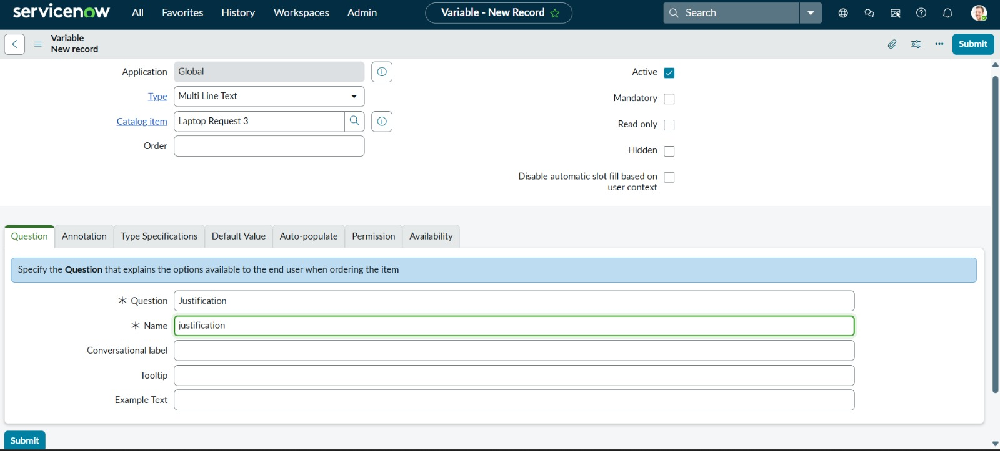 servicenow All Favorites History Workspaces Admin Variable - New Record Search
Variable
New record
Submit
Application Global
Active
Type Multi Line Text
Mandatory
Catalog item Laptop Request 3
Read only
Order
Hidden
Disable automatic slot fill based on
user context
Question Annotation Type Specifications Default Value Auto-populate Permission Availability
Specify the Question that explains the options available to the end user when ordering the item
* Question Justification
* Name justification
Conversational label
Tooltip
Example Text
Submit